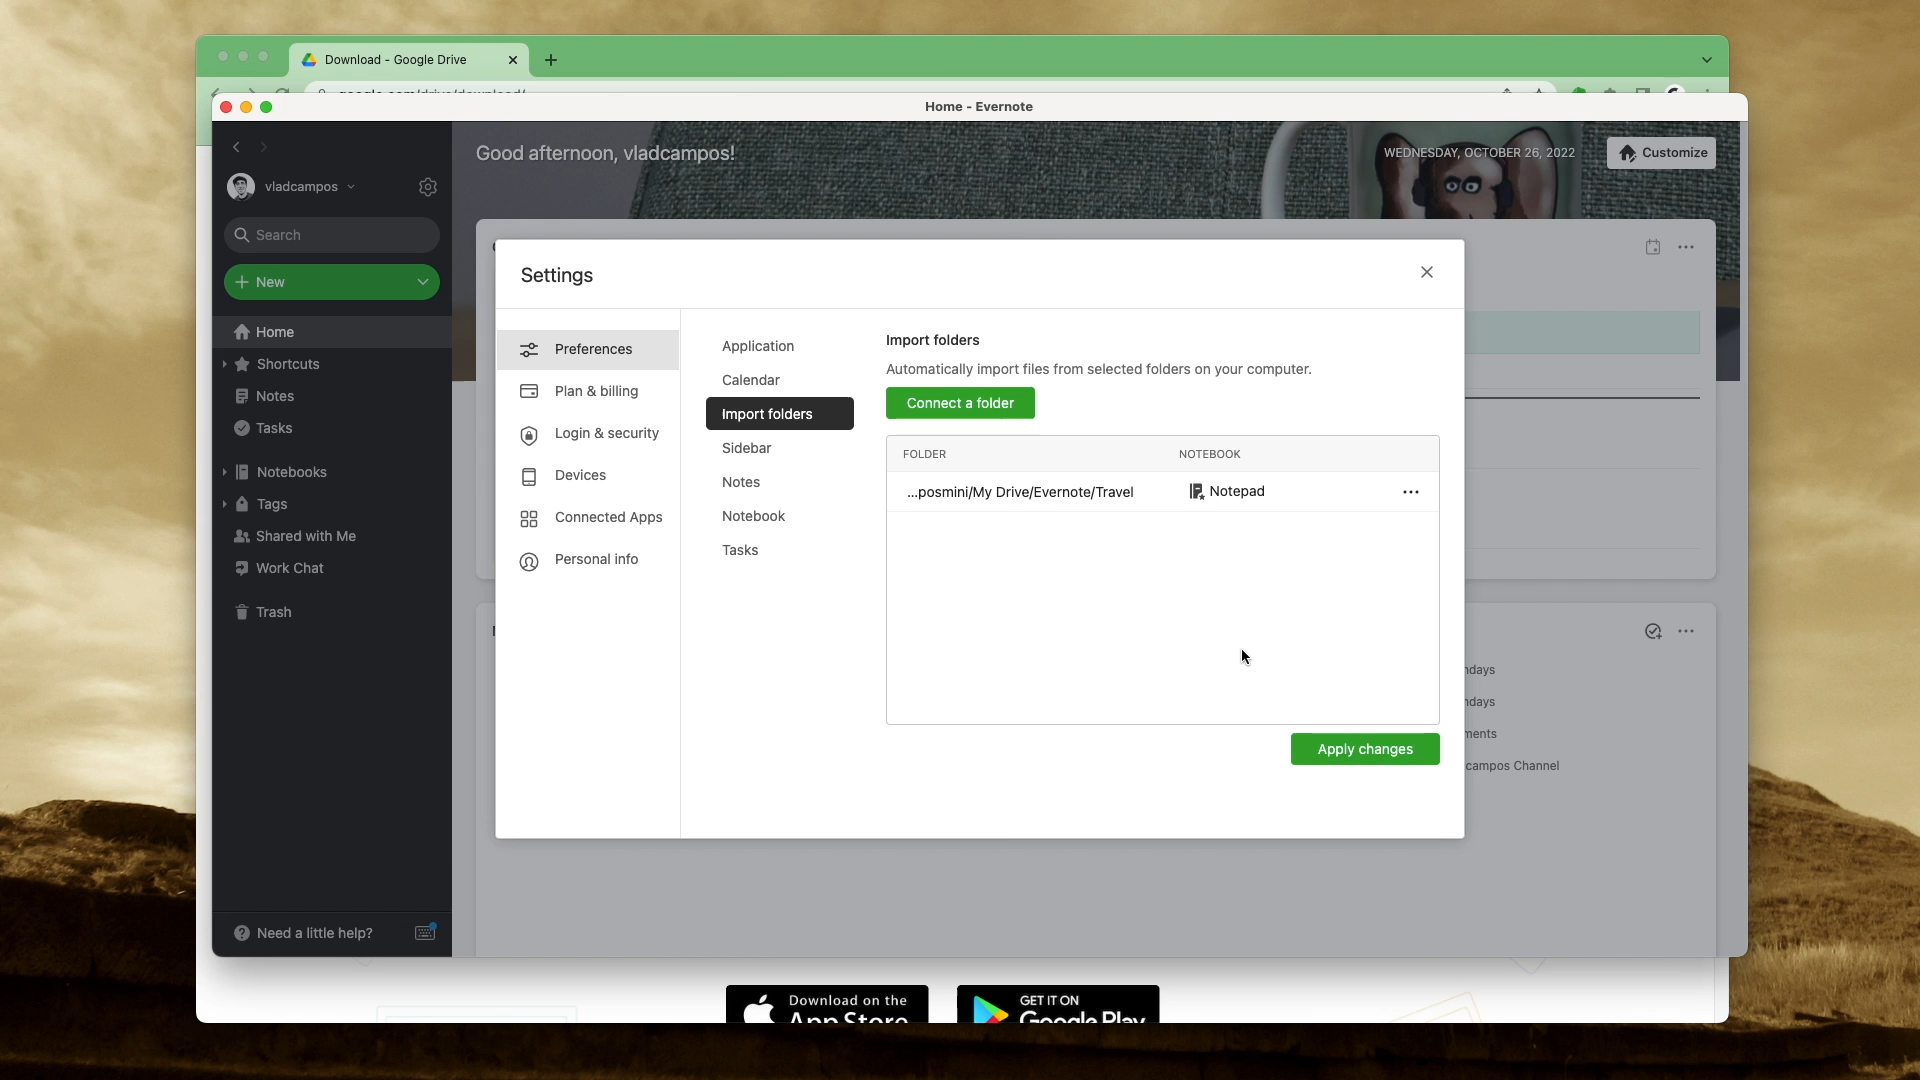 Download - Google Drive
Home - Evernote
Good afternoon, vladcampos!
WEDNESDAY, OCTOBER 26, 2022
Customize
vladcampos
Search
New
Home
Shortcuts
Notes
Tasks
Notebooks
Tags
Shared with Me
Work Chat
Trash
Need a little help?
Settings
Preferences
Plan & billing
Login & security
Devices
Connected Apps
Personal info
Application
Calendar
Import folders
Sidebar
Notes
Notebook
Tasks
Import folders
Automatically import files from selected folders on your computer.
Connect a folder
FOLDER NOTEBOOK
...posmini/My Drive/Evernote/Travel Notepad
Apply changes
ndays
ndays
ments
campos Channel
Download on the
App Store
GET IT ON
Google Play